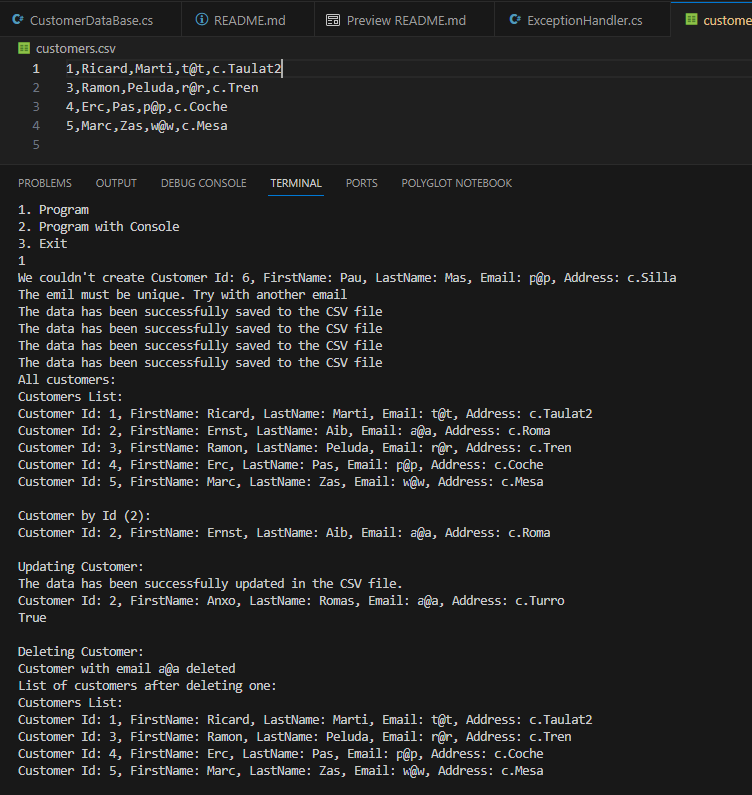 CustomerDataBase.cs README.md Preview README.md ExceptionHandler.cs custome
customers.csv
1 1,Ricard,Marti,t@t,c.Taulat2
2 3,Ramon,Peluda,r@r,c.Tren
3 4,Erc,Pas,p@p,c.Coche
4 5,Marc,Zas,w@w,c.Mesa
5
PROBLEMS OUTPUT DEBUG CONSOLE TERMINAL PORTS POLYGLOT NOTEBOOK
1. Program
2. Program with Console
3. Exit
1
We couldn't create Customer Id: 6, FirstName: Pau, LastName: Mas, Email: p@p, Address: c.Silla
The emil must be unique. Try with another email
The data has been successfully saved to the CSV file
The data has been successfully saved to the CSV file
The data has been successfully saved to the CSV file
The data has been successfully saved to the CSV file
All customers:
Customers List:
Customer Id: 1, FirstName: Ricard, LastName: Marti, Email: t@t, Address: c.Taulat2
Customer Id: 2, FirstName: Ernst, LastName: Aib, Email: a@a, Address: c.Roma
Customer Id: 3, FirstName: Ramon, LastName: Peluda, Email: r@r, Address: c.Tren
Customer Id: 4, FirstName: Erc, LastName: Pas, Email: p@p, Address: c.Coche
Customer Id: 5, FirstName: Marc, LastName: Zas, Email: w@w, Address: c.Mesa
Customer by Id (2):
Customer Id: 2, FirstName: Ernst, LastName: Aib, Email: a@a, Address: c.Roma
Updating Customer:
The data has been successfully updated in the CSV file.
Customer Id: 2, FirstName: Anxo, LastName: Romas, Email: a@a, Address: c.Turro
True
Deleting Customer:
Customer with email a@a deleted
List of customers after deleting one:
Customers List:
Customer Id: 1, FirstName: Ricard, LastName: Marti, Email: t@t, Address: c.Taulat2
Customer Id: 3, FirstName: Ramon, LastName: Peluda, Email: r@r, Address: c.Tren
Customer Id: 4, FirstName: Erc, LastName: Pas, Email: p@p, Address: c.Coche
Customer Id: 5, FirstName: Marc, LastName: Zas, Email: w@w, Address: c.Mesa